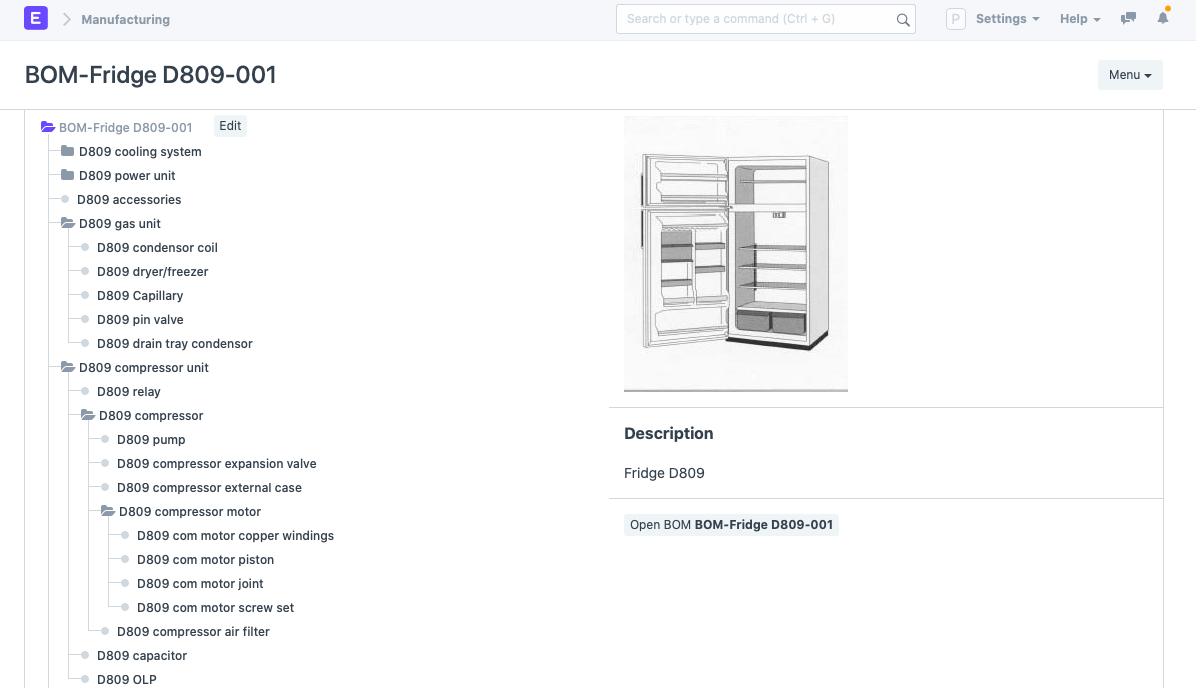 E
Manufacturing
Search or type a command (Ctrl + G)
P
Settings
Help
BOM-Fridge D809-001
Menu
BOM-Fridge D809-001
Edit
D809 cooling system
D809 power unit
D809 accessories
D809 gas unit
D809 condensor coil
D809 dryer/freezer
D809 Capillary
D809 pin valve
D809 drain tray condensor
D809 compressor unit
D809 relay
D809 compressor
D809 pump
D809 compressor expansion valve
D809 compressor external case
D809 compressor motor
D809 com motor copper windings
D809 com motor piston
D809 com motor joint
D809 com motor screw set
D809 compressor air filter
D809 capacitor
D809 OLP
Description
Fridge D809
Open BOM BOM-Fridge D809-001